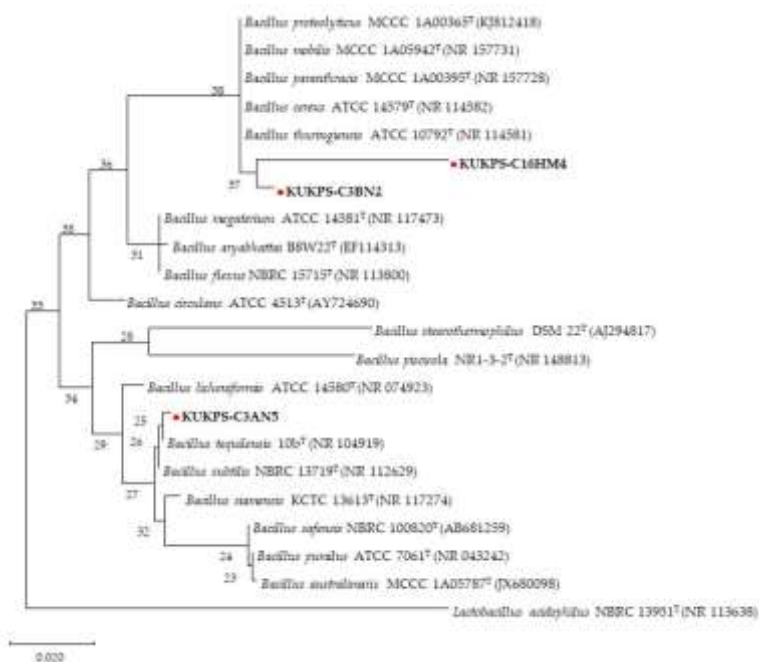 Bacillus proteolyticus MCCC 1A00365ᵀ (KJ812418)
Bacillus mobilis MCCC 1A05942ᵀ (NR 157731)
Bacillus paranthracis MCCC 1A00395ᵀ (NR 157728)
38
Bacillus cereus ATCC 14579ᵀ (NR 114582)
Bacillus thuringiensis ATCC 10792ᵀ (NR 114581)
36
KUKPS-C16HM4
37
KUKPS-C3BN2
Bacillus megaterium ATCC 14581ᵀ (NR 117473)
Bacillus aryabhattai B8W22ᵀ (EF114313)
31
Bacillus flexus NBRC 15715ᵀ (NR 113800)
Bacillus circulans ATCC 4513ᵀ (AY724690)
Bacillus stearothermophilus DSM 22ᵀ (AJ294817)
28
Bacillus piscicola NR1-3-2ᵀ (NR 148813)
34
Bacillus licheniformis ATCC 14580ᵀ (NR 074923)
25
KUKPS-C3AN5
29
26
Bacillus tequilensis 10bᵀ (NR 104919)
Bacillus subtilis NBRC 13719ᵀ (NR 112629)
27
Bacillus siamensis KCTC 13613ᵀ (NR 117274)
32
Bacillus safensis NBRC 100820ᵀ (AB681259)
24
Bacillus pumilus ATCC 7061ᵀ (NR 043242)
23
Bacillus australimaris MCCC 1A05787ᵀ (JX680098)
Lactobacillus acidophilus NBRC 13951ᵀ (NR 113638)
0.020